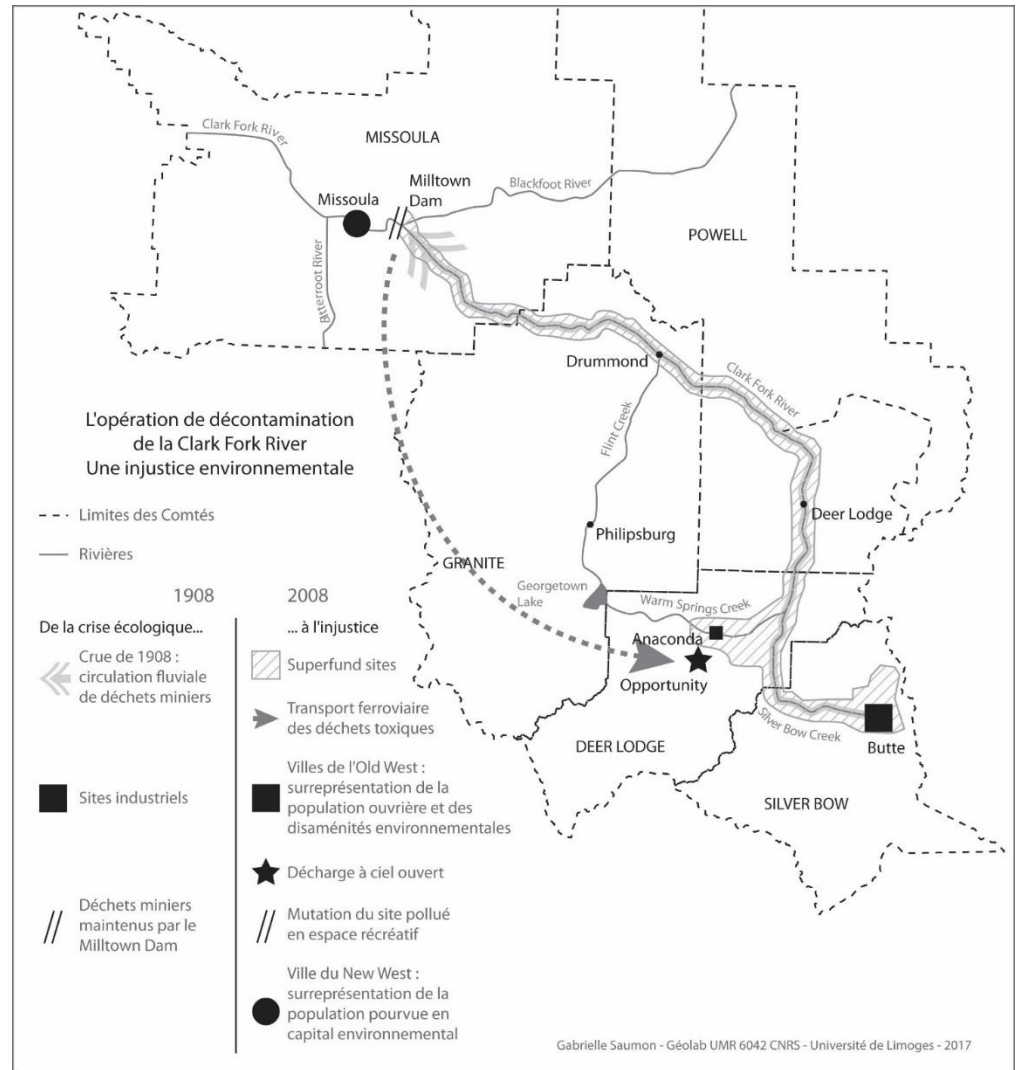 Clark Fork River
MISSOULA
Blackfoot River
Milltown
Dam
Missoula
POWELL
Bitterroot River
Drummond
Clark Fork River
L'opération de décontamination
de la Clark Fork River
Une injustice environnementale
Flint Creek
Limites des Comtés
Deer Lodge
Philipsburg
Rivières
GRANITE
Georgetown
Lake
Warm Springs Creek
1908
2008
De la crise écologique...
... à l'injustice
Anaconda
Crue de 1908 :
circulation fluviale
de déchets miniers
Superfund sites
Opportunity
Transport ferroviaire
des déchets toxiques
Silver Bow Creek
Butte
DEER LODGE
Sites industriels
Villes de l'Old West :
surreprésentation de la
population ouvrière et des
disaménités environnementales
SILVER BOW
Décharge à ciel ouvert
Déchets miniers
maintenus par le
Milltown Dam
Mutation du site pollué
en espace récréatif
Ville du New West :
surreprésentation de la
population pourvue en
capital environnemental
Gabrielle Saumon - Géolab UMR 6042 CNRS - Université de Limoges - 2017